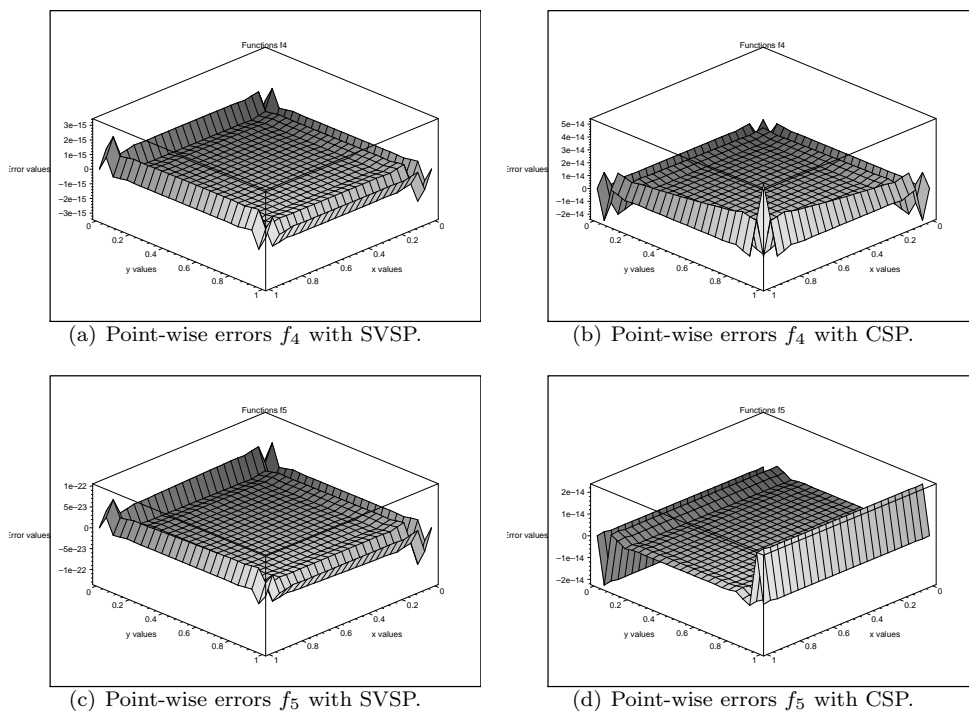 Functions f4
3e−15
2e−15
1e−15
Error values 0
−1e−15
−2e−15
−3e−15
0 0
0.2 0.2
0.4 0.4
y values 0.6 0.6 x values
0.8 0.8
1 1
(a) Point-wise errors f4 with SVSP.
Functions f4
5e−14
4e−14
3e−14
2e−14
Error values
1e−14
0
−1e−14
−2e−14
0 0
0.2 0.2
0.4 0.4
y values 0.6 0.6 x values
0.8 0.8
1 1
(b) Point-wise errors f4 with CSP.
Functions f5
1e−22
5e−23
Error values 0
−5e−23
−1e−22
0 0
0.2 0.2
0.4 0.4
y values 0.6 0.6 x values
0.8 0.8
1 1
(c) Point-wise errors f5 with SVSP.
Functions f5
2e−14
1e−14
Error values 0
−1e−14
−2e−14
0 0
0.2 0.2
0.4 0.4
y values 0.6 0.6 x values
0.8 0.8
1 1
(d) Point-wise errors f5 with CSP.